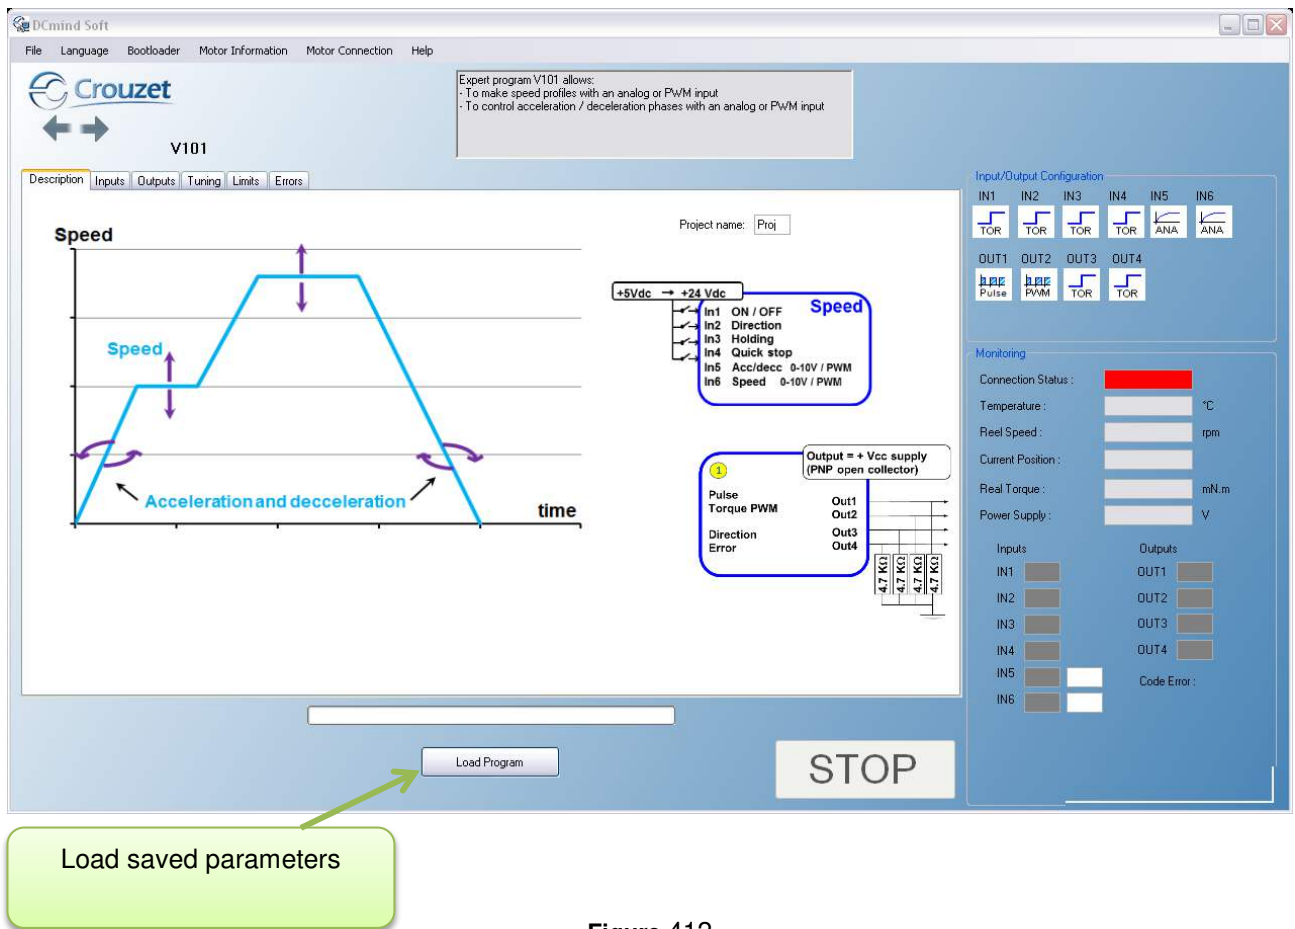 DCmind Soft
File Language Bootloader Motor Information Motor Connection Help
Crouzet
V101
Expert program V101 allows:
- To make speed profiles with an analog or PWM input
- To control acceleration / deceleration phases with an analog or PWM input
Description Inputs Outputs Tuning Limits Errors
Speed
Speed
Acceleration and decceleration
time
Project name: Proj
+5Vdc → +24 Vdc
Speed
In1 ON / OFF
In2 Direction
In3 Holding
In4 Quick stop
In5 Acc/decc 0-10V / PWM
In6 Speed 0-10V / PWM
Output = + Vcc supply
(PNP open collector)
1
Pulse Out1
Torque PWM Out2
Direction Out3
Error Out4
4.7 KΩ 4.7 KΩ 4.7 KΩ 4.7 KΩ
Input/Output Configuration
IN1 IN2 IN3 IN4 IN5 IN6
TOR TOR TOR TOR ANA ANA
OUT1 OUT2 OUT3 OUT4
Pulse PWM TOR TOR
Monitoring
Connection Status :
Temperature : °C
Reel Speed : rpm
Current Position :
Real Torque : mN.m
Power Supply : V
Inputs Outputs
IN1 OUT1
IN2 OUT2
IN3 OUT3
IN4 OUT4
IN5 Code Error :
IN6
Load Program
STOP
Load saved parameters
Figure 412